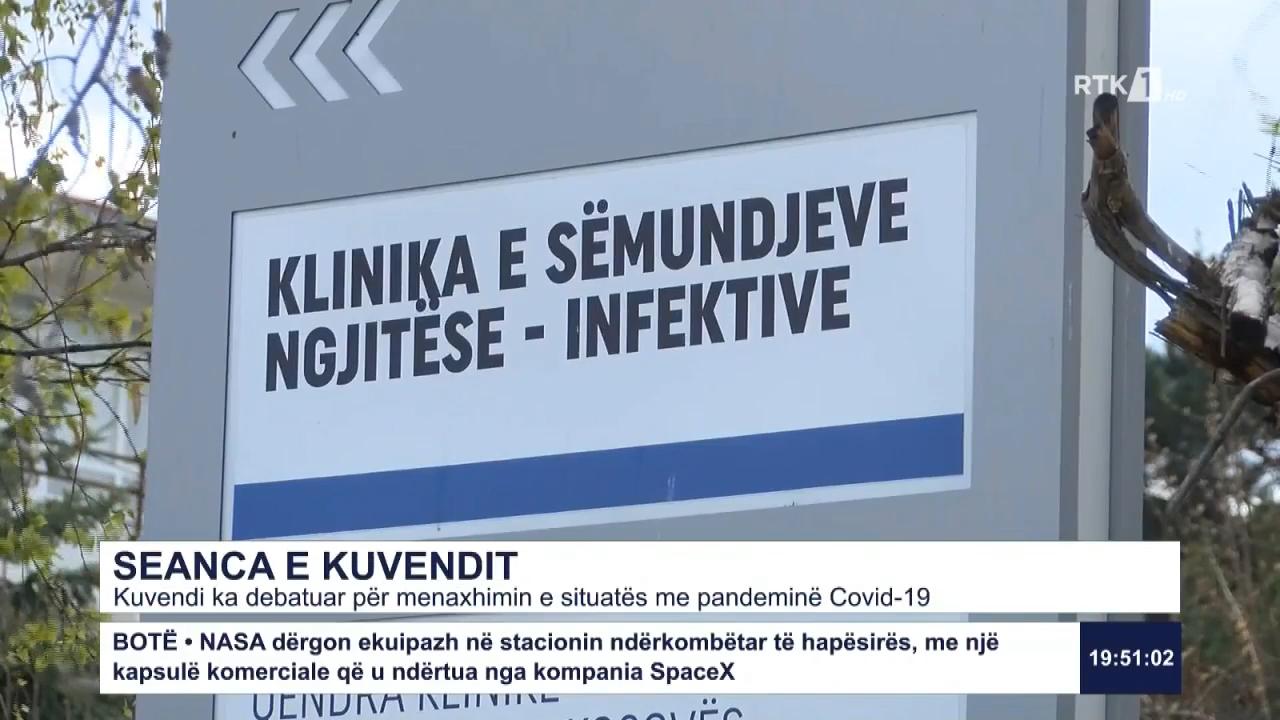 RTK 1 HD
KLINIKA E SËMUNDJEVE
NGJITËSE - INFEKTIVE
SEANCA E KUVENDIT
Kuvendi ka debatuar për menaxhimin e situatës me pandeminë Covid-19
BOTË • NASA dërgon ekuipazh në stacionin ndërkombëtar të hapësirës, me një
kapsulë komerciale që u ndërtua nga kompania SpaceX
19:51:02
KLINIKE